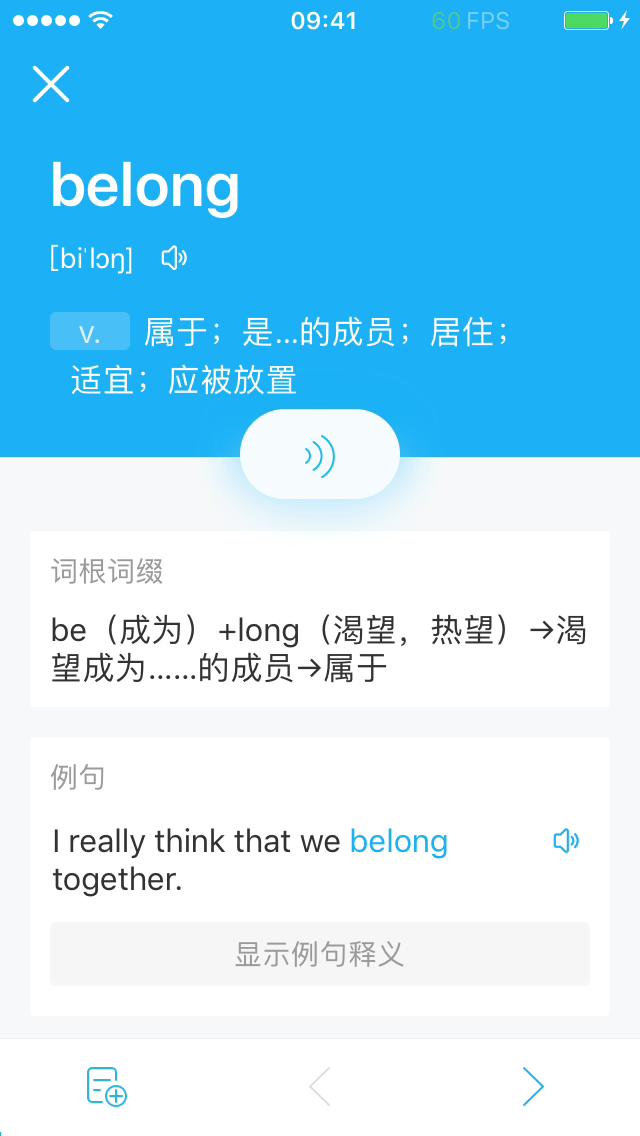 09:41 60 FPS
belong
[biˈlɔŋ]
v. 属于；是...的成员；居住；
适宜；应被放置
词根词缀
be（成为）+long（渴望，热望）→渴
望成为……的成员→属于
例句
I really think that we belong
together.
显示例句释义